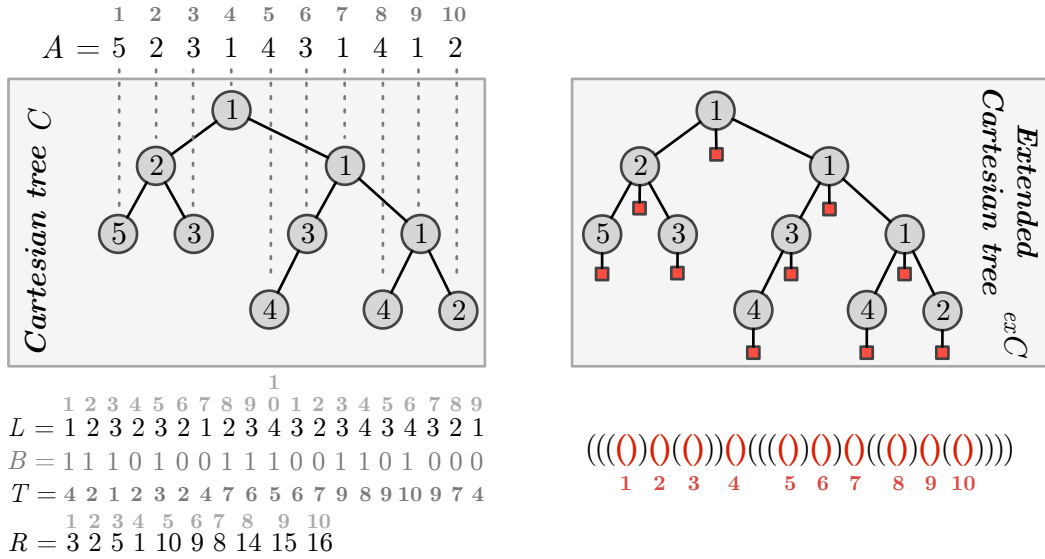 1 2 3 4 5 6 7 8 9 10
A = 5 2 3 1 4 3 1 4 1 2
Cartesian tree C
1
2 1
5 3 3 1
4 4 2
Extended
Cartesian tree
exC
1
2 1
5 3 3 1
4 4 2
1
1 2 3 4 5 6 7 8 9 0 1 2 3 4 5 6 7 8 9
L = 1 2 3 2 3 2 1 2 3 4 3 2 3 4 3 4 3 2 1
B = 1 1 1 0 1 0 0 1 1 1 0 0 1 1 0 1 0 0 0
T = 4 2 1 2 3 2 4 7 6 5 6 7 9 8 9 10 9 7 4
1 2 3 4 5 6 7 8 9 10
R = 3 2 5 1 10 9 8 14 15 16
(((())()(()))()(((())())()((())()(()))))
1 2 3 4 5 6 7 8 9 10